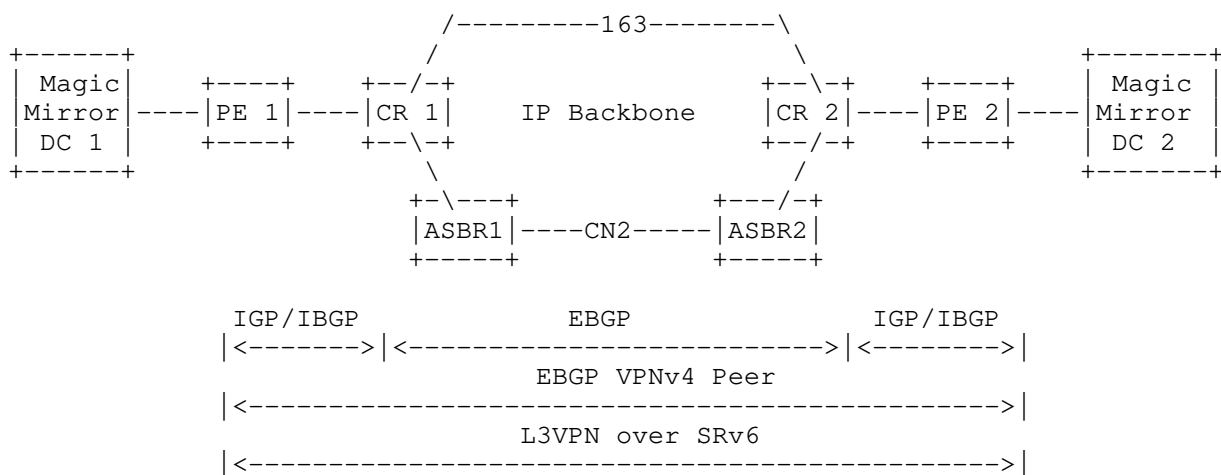 163
Magic Magic
Mirror PE 1 CR 1 IP Backbone CR 2 PE 2 Mirror
DC 1 DC 2
ASBR1 CN2 ASBR2
IGP/IBGP EBGP IGP/IBGP
EBGP VPNv4 Peer
L3VPN over SRv6